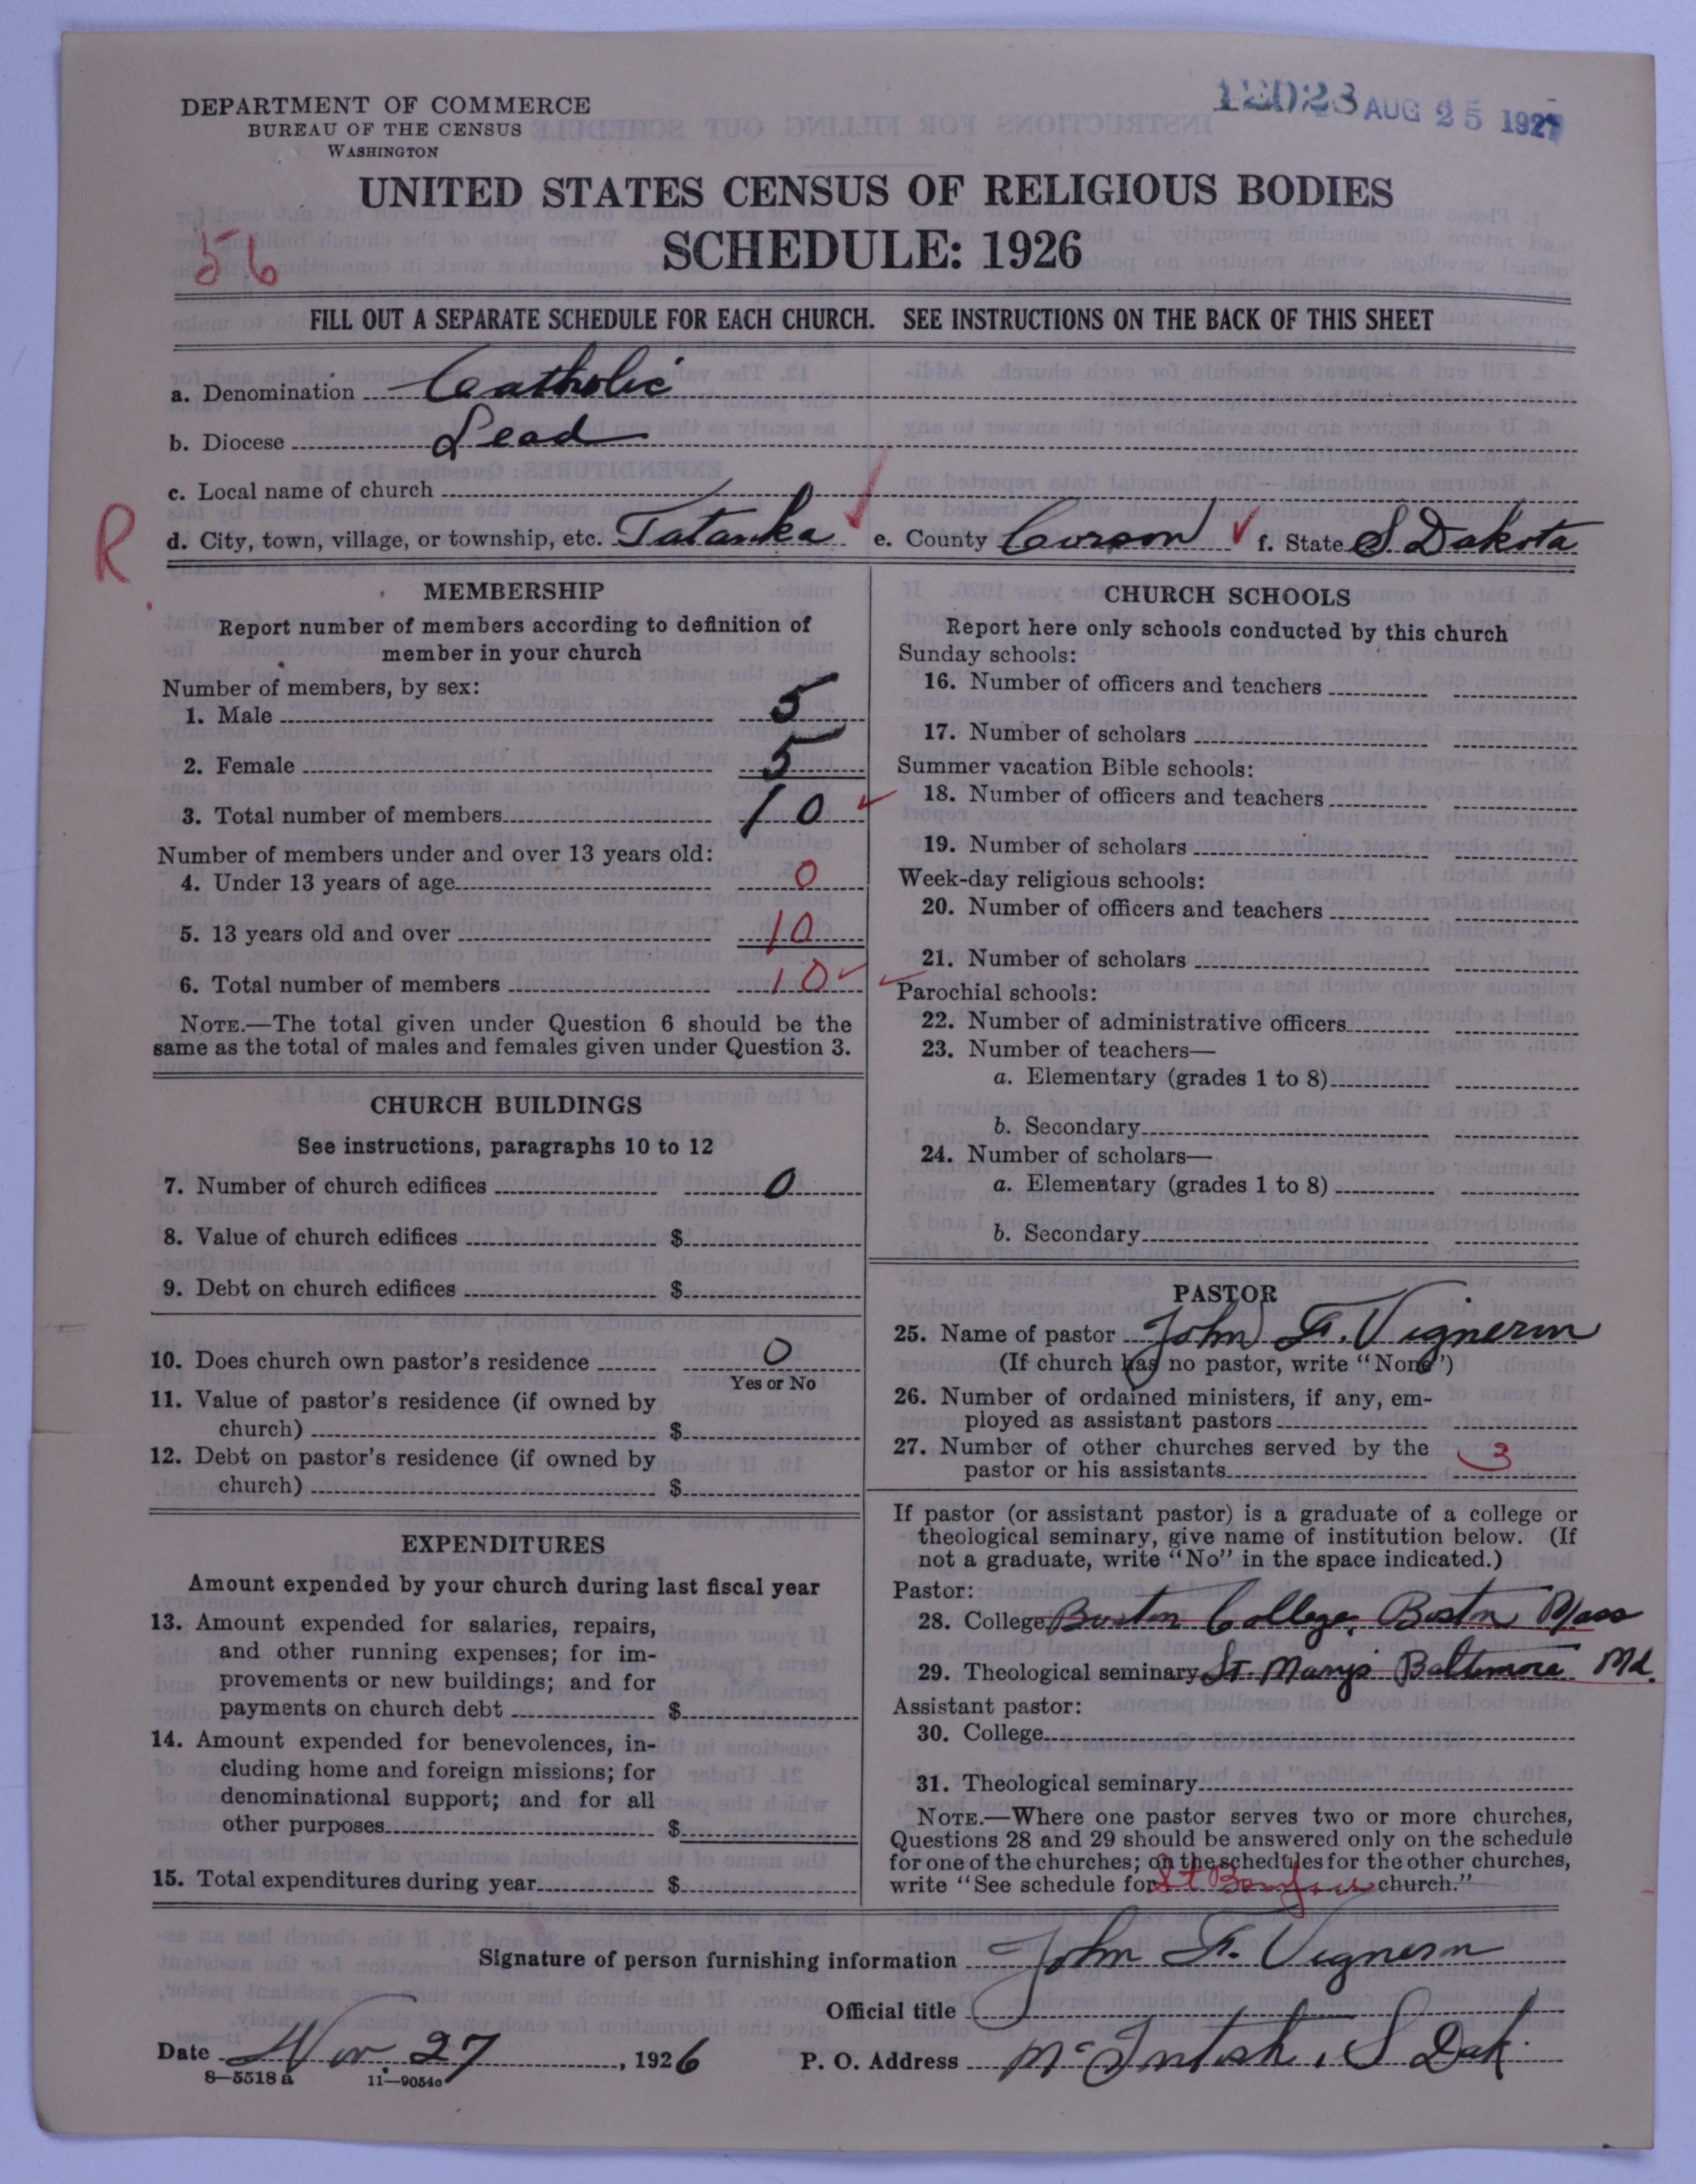 DEPARTMENT OF COMMERCE
BUREAU OF THE CENSUS
WASHINGTON
AUG 25 1927
UNITED STATES CENSUS OF RELIGIOUS BODIES
SCHEDULE: 1926
56
FILL OUT A SEPARATE SCHEDULE FOR EACH CHURCH. SEE INSTRUCTIONS ON THE BACK OF THIS SHEET
a. Denomination Catholic
b. Diocese Lead
c. Local name of church
R
d. City, town, village, or township, etc. Tatanka e. County Corson f. State S Dakota
MEMBERSHIP
Report number of members according to definition of
member in your church
Number of members, by sex:
1. Male 5
2. Female 5
3. Total number of members 10
Number of members under and over 13 years old:
4. Under 13 years of age 0
5. 13 years old and over 10
6. Total number of members 10
NOTE.—The total given under Question 6 should be the
same as the total of males and females given under Question 3.
CHURCH BUILDINGS
See instructions, paragraphs 10 to 12
7. Number of church edifices 0
8. Value of church edifices $
9. Debt on church edifices $
10. Does church own pastor's residence 0
Yes or No
11. Value of pastor's residence (if owned by
church) $
12. Debt on pastor's residence (if owned by
church) $
EXPENDITURES
Amount expended by your church during last fiscal year
13. Amount expended for salaries, repairs,
and other running expenses; for im-
provements or new buildings; and for
payments on church debt $
14. Amount expended for benevolences, in-
cluding home and foreign missions; for
denominational support; and for all
other purposes $
15. Total expenditures during year $
CHURCH SCHOOLS
Report here only schools conducted by this church
Sunday schools:
16. Number of officers and teachers
17. Number of scholars
Summer vacation Bible schools:
18. Number of officers and teachers
19. Number of scholars
Week-day religious schools:
20. Number of officers and teachers
21. Number of scholars
Parochial schools:
22. Number of administrative officers
23. Number of teachers—
a. Elementary (grades 1 to 8)
b. Secondary
24. Number of scholars—
a. Elementary (grades 1 to 8)
b. Secondary
PASTOR
25. Name of pastor John F. Vigneron
(If church has no pastor, write "None")
26. Number of ordained ministers, if any, em-
ployed as assistant pastors
27. Number of other churches served by the
pastor or his assistants 3
If pastor (or assistant pastor) is a graduate of a college or
theological seminary, give name of institution below. (If
not a graduate, write "No" in the space indicated.)
Pastor:
28. College Boston College, Boston Mass
29. Theological seminary St. Marys Baltimore Md.
Assistant pastor:
30. College
31. Theological seminary
NOTE.—Where one pastor serves two or more churches,
Questions 28 and 29 should be answered only on the schedule
for one of the churches; on the schedules for the other churches,
write "See schedule for St church."
Signature of person furnishing information John F. Vigneron
Official title
Date Nov. 27, 1926 P. O. Address McIntosh, S Dak.
8—5518a 11—9054c